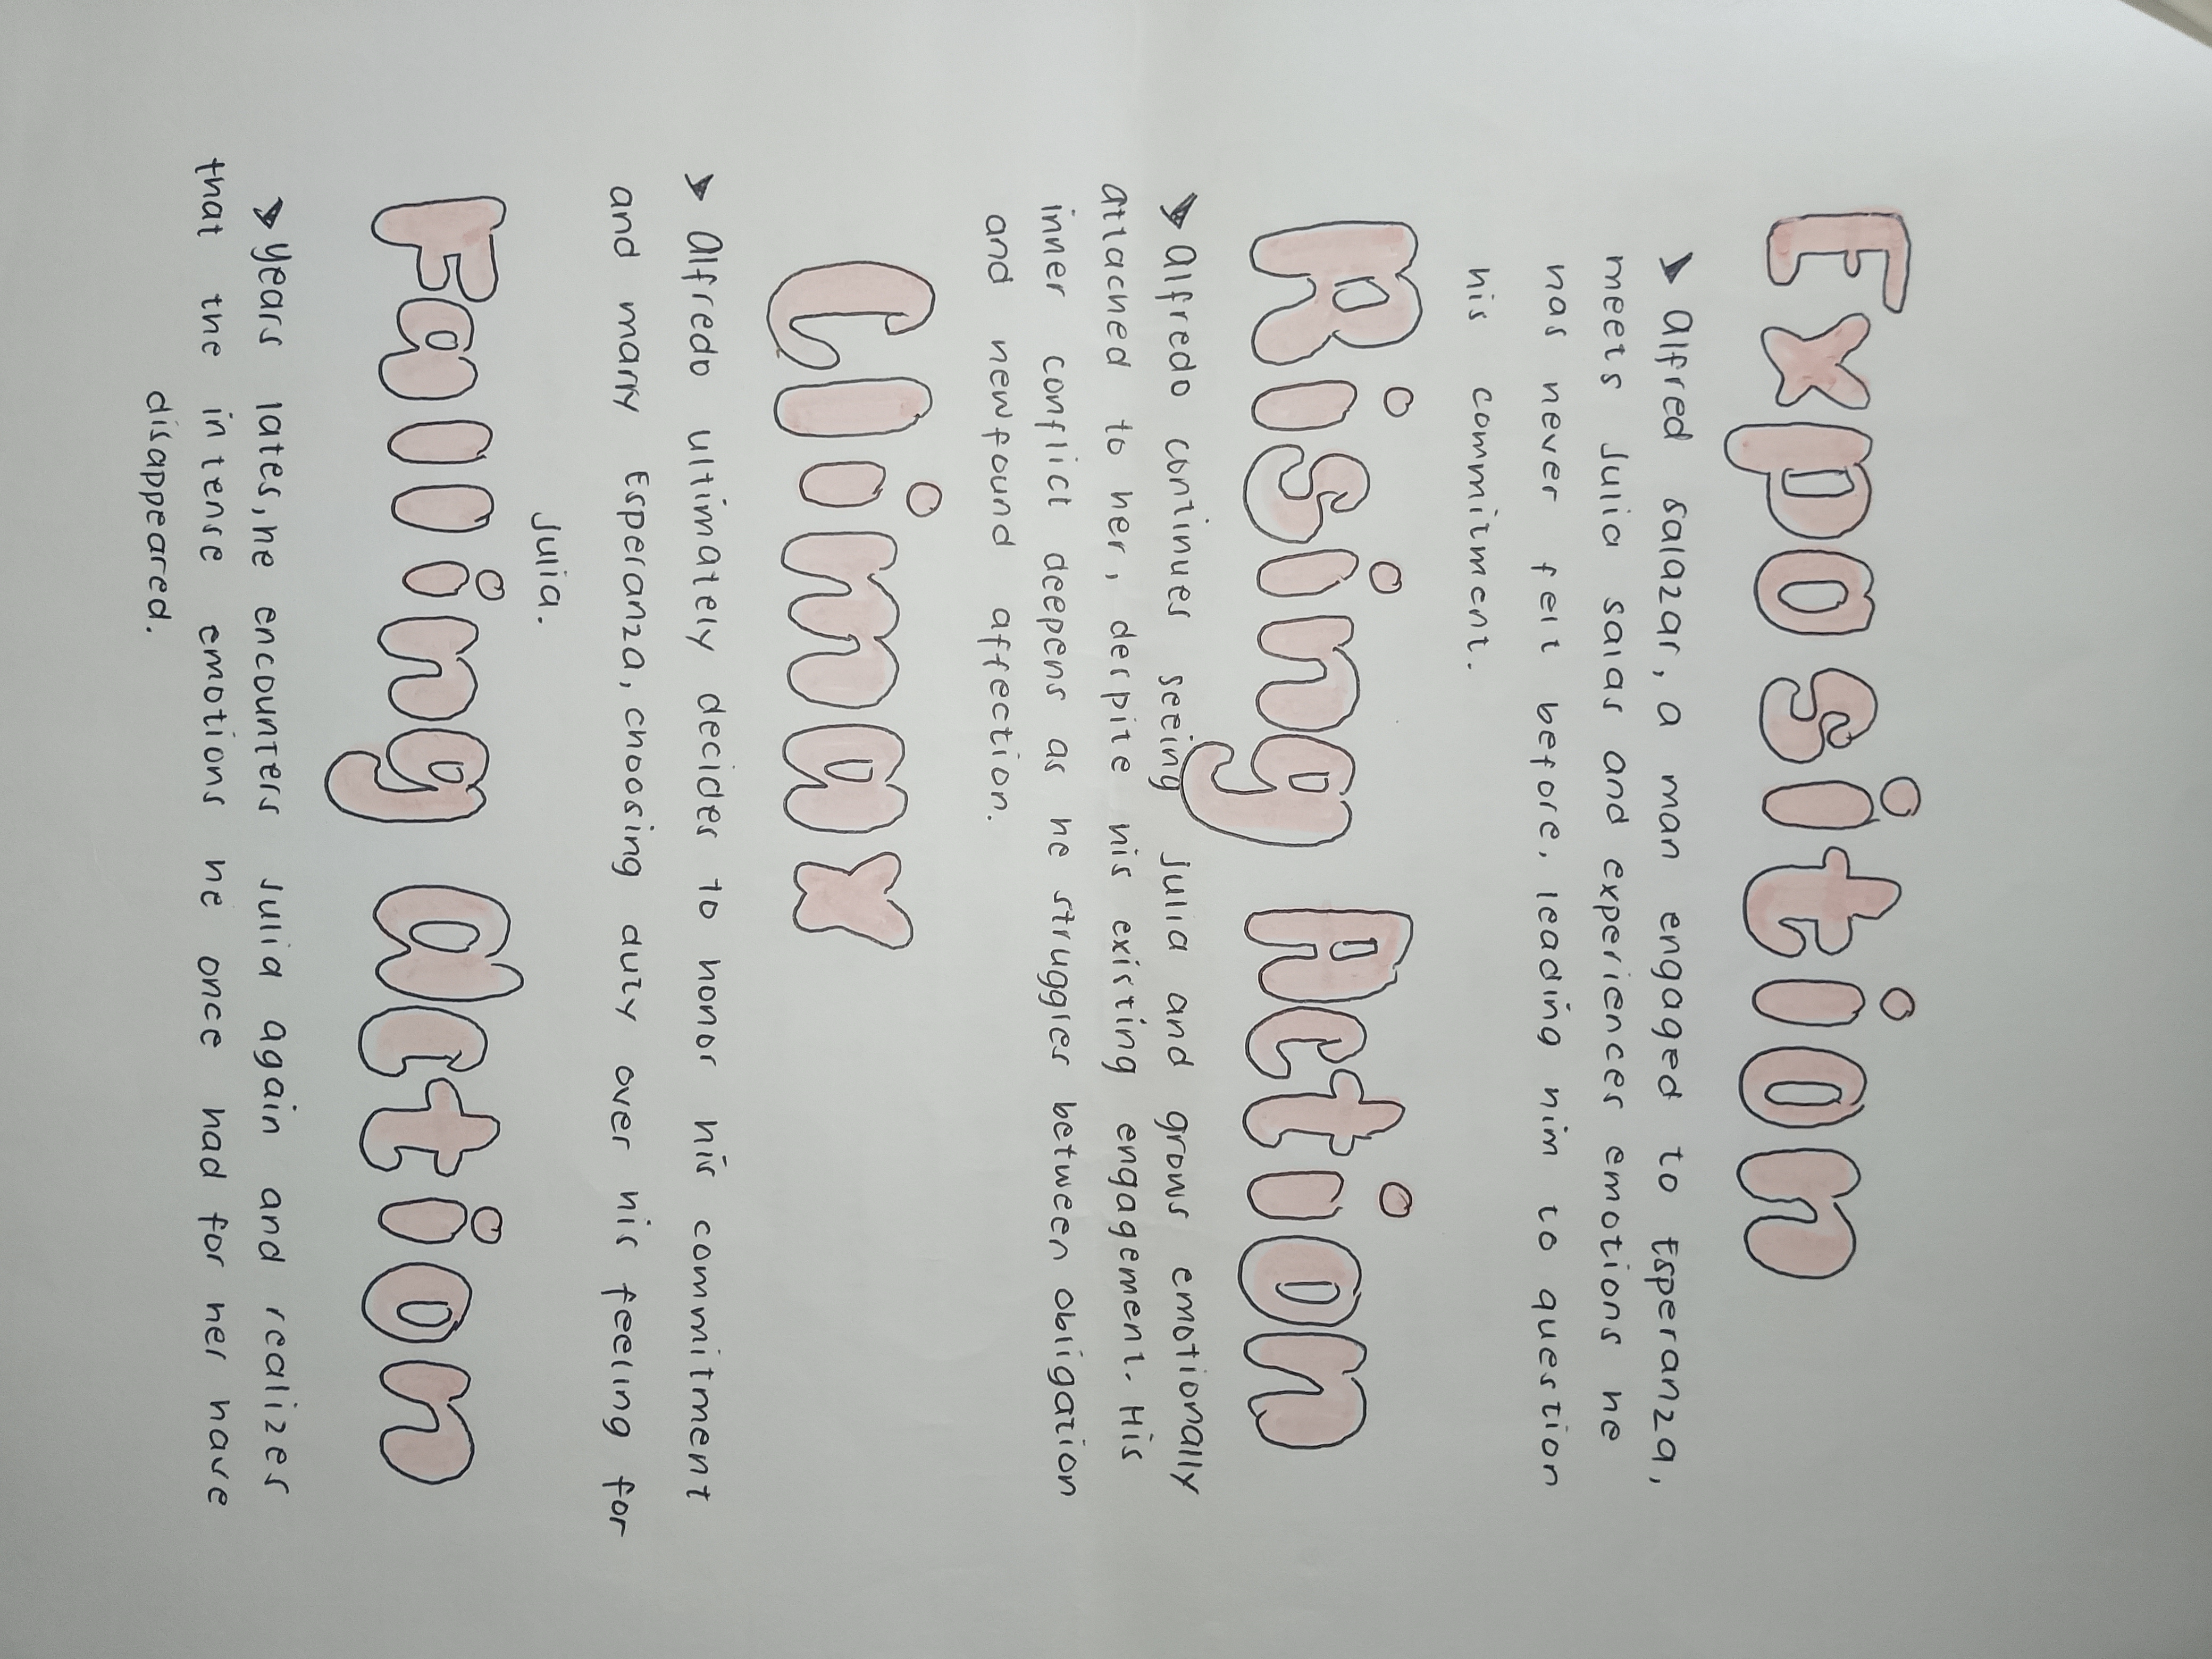 Exposition
➤ Alfred salazar, a man engaged to Esperanza,
meets Julia salas and experiences emotions he
has never felt before, leading him to question
his commitment.
Rising Action
➤ Alfredo continues seeing Julia and grows emotionally
attached to her, despite his existing engagement. His
inner conflict deepens as he struggles between obligation
and newfound affection.
Climax
➤ Alfredo ultimately decides to honor his commitment
and marry Esperanza, choosing duty over his feeling for
Julia.
Falling Action
➤ Years lates, he encounters Julia again and realizes
that the intense emotions he once had for her have
disappeared.